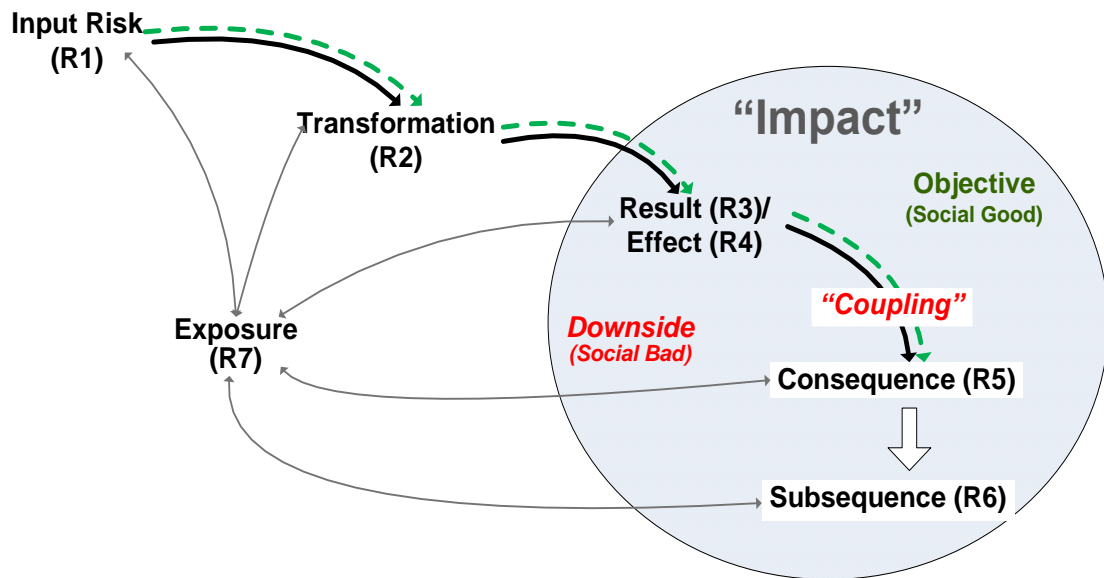 Input Risk
(R1)
Transformation
(R2)
“Impact”
Objective
(Social Good)
Result (R3)/
Effect (R4)
“Coupling”
Downside
(Social Bad)
Exposure
(R7)
Consequence (R5)
Subsequence (R6)